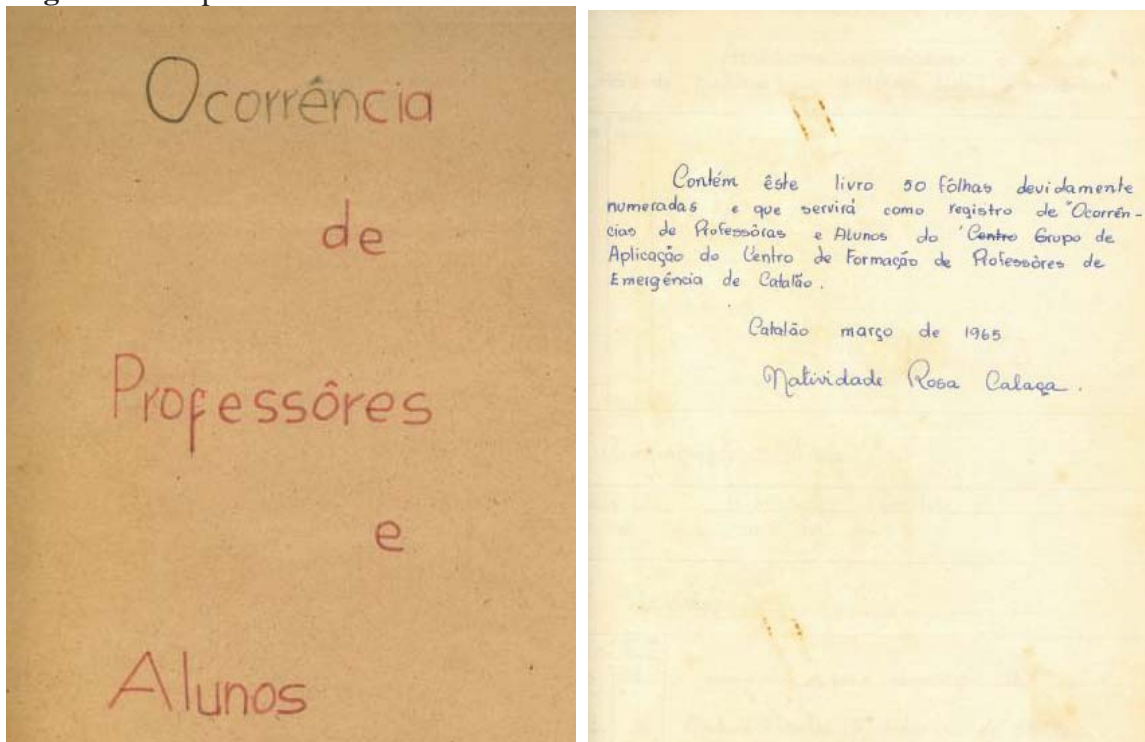 Ocorrência
de
Professôres
e
Alunos
Contém êste livro 50 fôlhas devidamente
numeradas e que servirá como registro de "Ocorrên-
cias de Professôras e Alunos do "~~Centro~~ Grupo de
Aplicação do Centro de Formação de Professôres de
Emergência de Catalão.
Catalão março de 1965
Natividade Rosa Calaça.